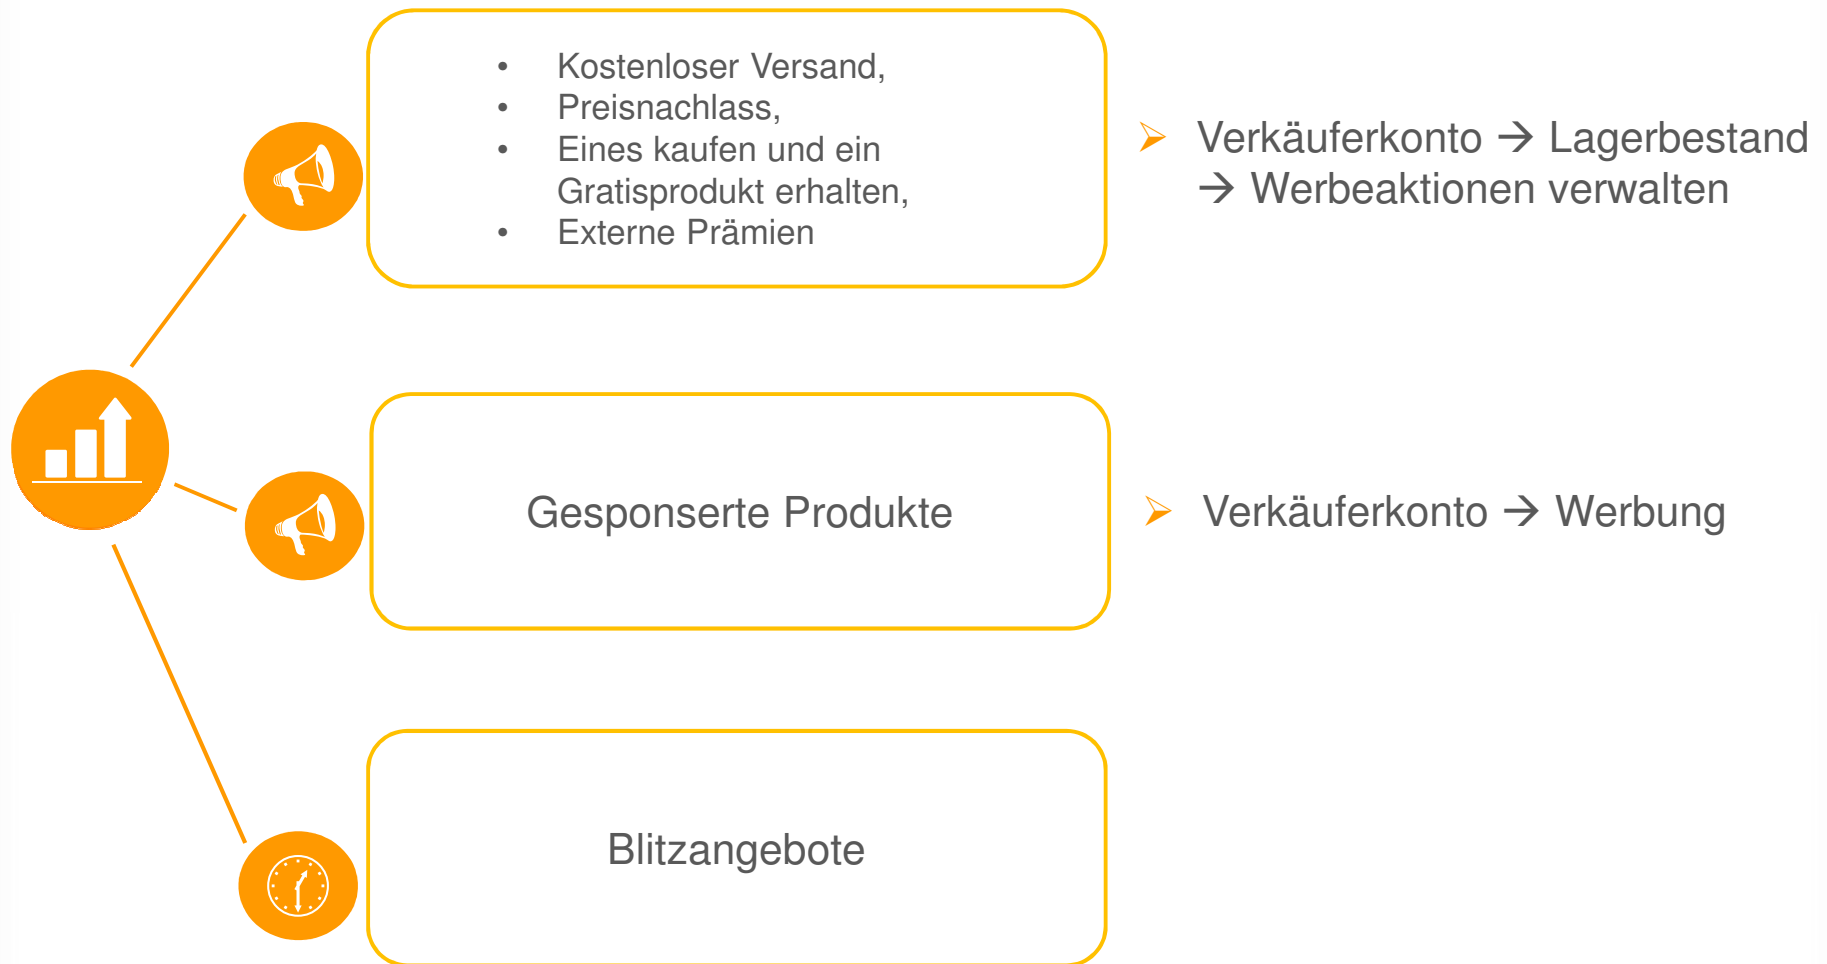 • Kostenloser Versand,
• Preisnachlass,
• Eines kaufen und ein
Gratisprodukt erhalten,
• Externe Prämien
➢ Verkäuferkonto → Lagerbestand
→ Werbeaktionen verwalten
Gesponserte Produkte
➢ Verkäuferkonto → Werbung
Blitzangebote